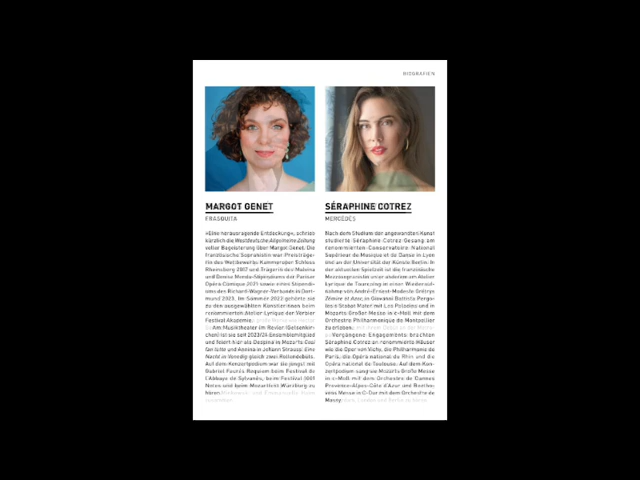 BIOGRAFIEN
MARGOT GENET
FRASQUITA
»Eine herausragende Entdeckung«, schrieb
kürzlich die Westdeutsche Allgemeine Zeitung
voller Begeisterung über Margot Genet. Die
französische Sopranistin war Preisträge-
rin des Wettbewerbs Kammeroper Schloss
Rheinsberg 2007 und Trägerin des Malvina
und Denise Menda-Stipendiums der Pariser
Opéra Comique 2021 sowie eines Stipendi-
ums des Richard-Wagner-Verbands in Dort-
mund 2023. Im Sommer 2022 gehörte sie
zu den ausgewählten Künstlerinnen beim
renommierten Atelier Lyrique der Verbier
Festival Akademie.
Am Musiktheater im Revier (Gelsenkir-
chen) ist sie seit 2023/24 Ensemblemitglied
und feiert hier als Despina in Mozarts Così
fan tutte und Annina in Johann Strauss' Eine
Nacht in Venedig gleich zwei Rollendebüts.
Auf dem Konzertpodium war sie jüngst mit
Gabriel Faurés Requiem beim Festival de
L'Abbaye de Sylvanès, beim Festival 1001
Notes und beim Mozartfest Würzburg zu
hören.
SÉRAPHINE COTREZ
MERCÉDÈS
Nach dem Studium der angewandten Kunst
studierte Séraphine Cotrez Gesang am
renommierten Conservatoire National
Supérieur de Musique et de Danse in Lyon
und an der Universität der Künste Berlin. In
der aktuellen Spielzeit ist die französische
Mezzosopranistin unter anderem am Atelier
Lyrique de Tourcoing in einer Wiederauf-
nahme von André-Ernest-Modeste Grétrys
Zémire et Azor, in Giovanni Battista Pergo-
lesis Stabat Mater mit Les Paladins und in
Mozarts Großer Messe in c-Moll mit dem
Orchestre Philharmonique de Montpellier
zu erleben.
Vergangene Engagements brachten
Séraphine Cotrez an renommierte Häuser
wie die Oper von Vichy, die Philharmonie de
Paris, die Opéra national du Rhin und die
Opéra national de Toulouse. Auf dem Kon-
zertpodium sang sie Mozarts Große Messe
in c-Moll mit dem Orchestre de Cannes
Provence-Alpes-Côte d'Azur und Beetho-
vens Messe in C-Dur mit dem Orchestre de
Massy.